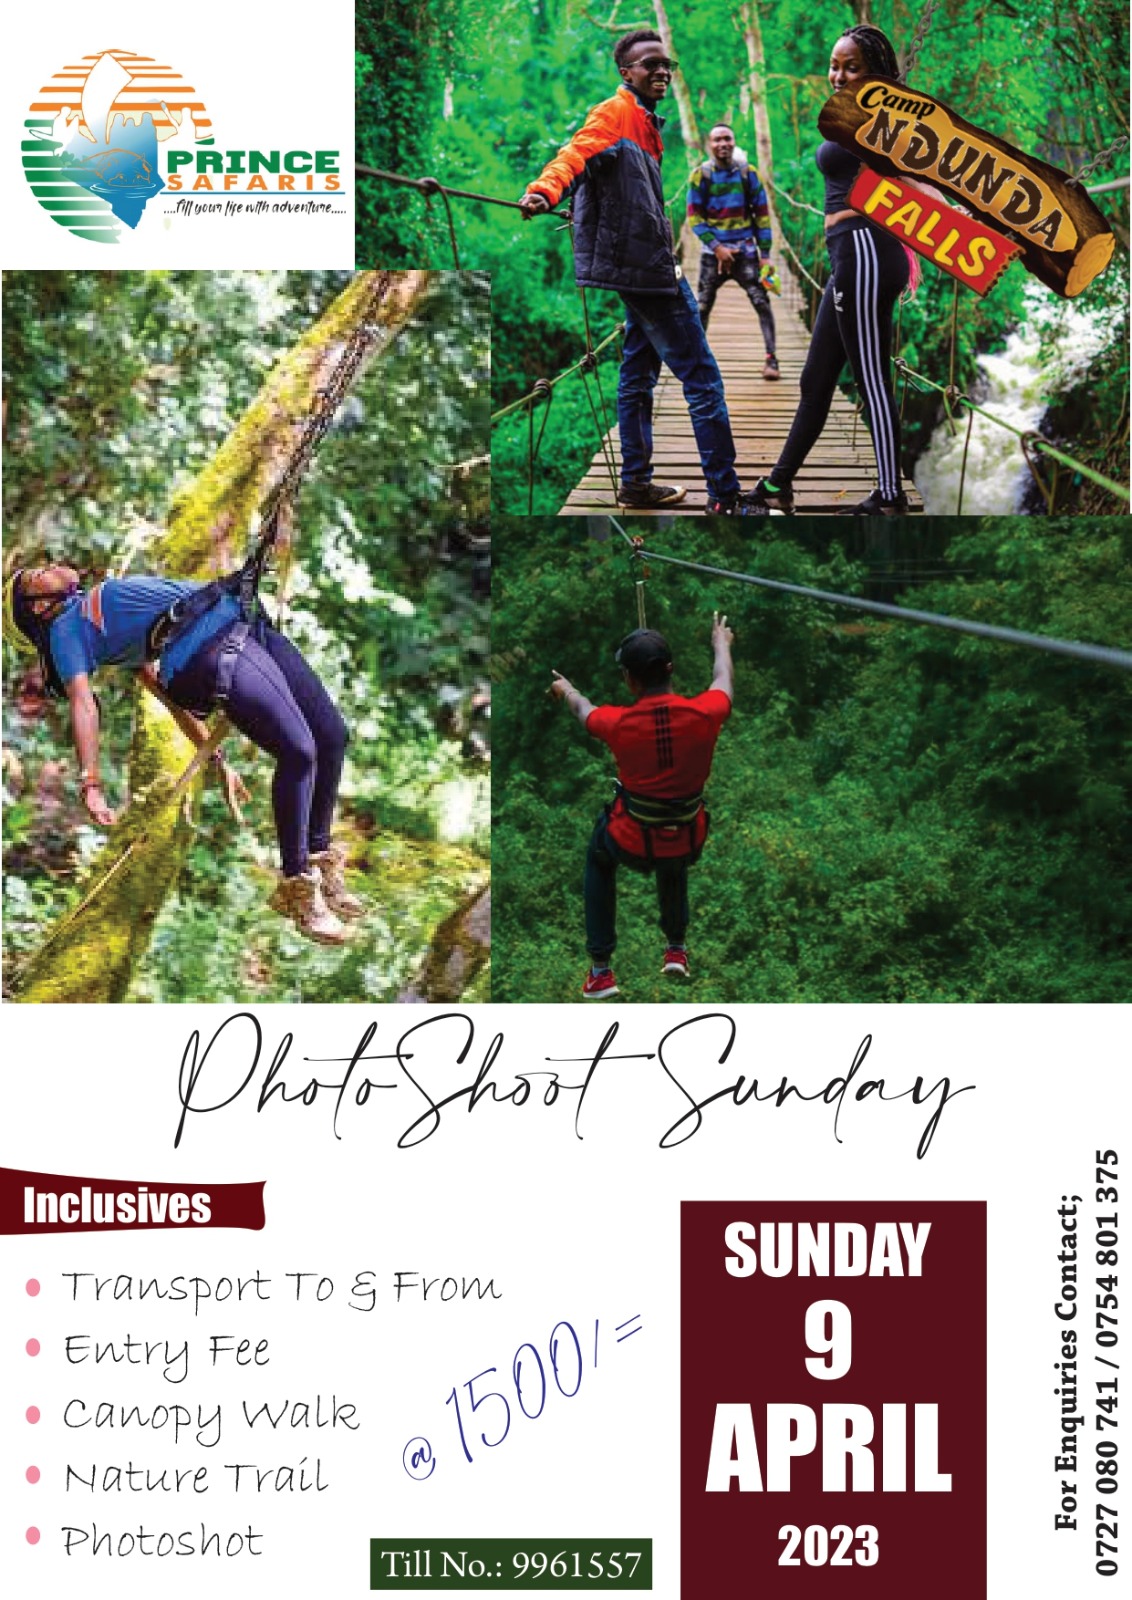 PRINCE
SAFARIS
....fill your life with adventure.....
Camp
NDUNDA
FALLS
PhotoShoot Sunday
Inclusives
Transport To & From
Entry Fee
Canopy Walk
Nature Trail
Photoshot
@ 1500/=
Till No.: 9961557
SUNDAY
9
APRIL
2023
For Enquiries Contact;
0727 080 741 / 0754 801 375